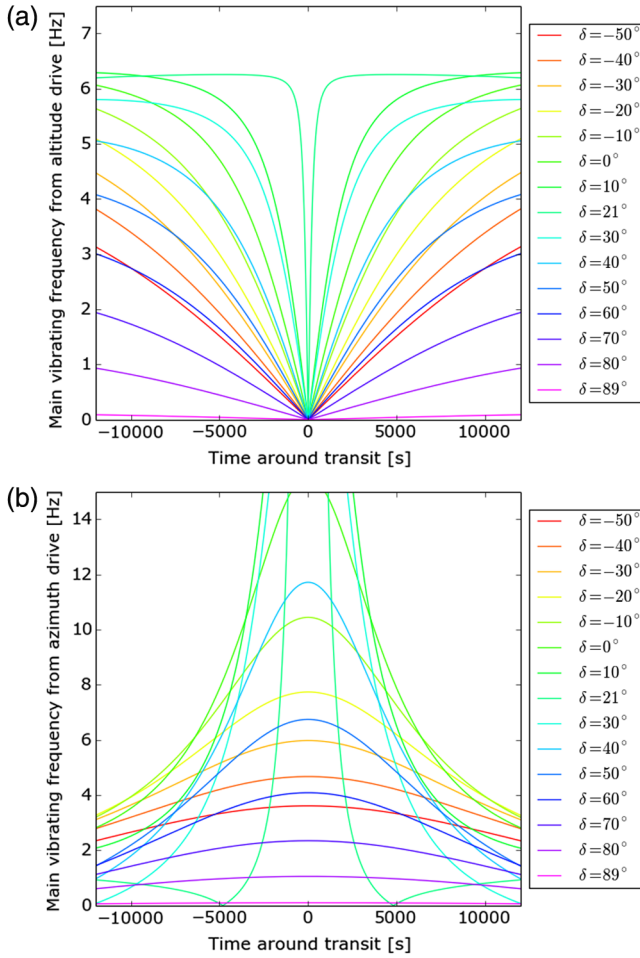 (a)
Main vibrating frequency from altitude drive [Hz]
7
6
5
4
3
2
1
0
−10000 −5000 0 5000 10000
Time around transit [s]
δ=−50°
δ=−40°
δ=−30°
δ=−20°
δ=−10°
δ=0°
δ=10°
δ=21°
δ=30°
δ=40°
δ=50°
δ=60°
δ=70°
δ=80°
δ=89°
(b)
Main vibrating frequency from azimuth drive [Hz]
14
12
10
8
6
4
2
0
−10000 −5000 0 5000 10000
Time around transit [s]
δ=−50°
δ=−40°
δ=−30°
δ=−20°
δ=−10°
δ=0°
δ=10°
δ=21°
δ=30°
δ=40°
δ=50°
δ=60°
δ=70°
δ=80°
δ=89°